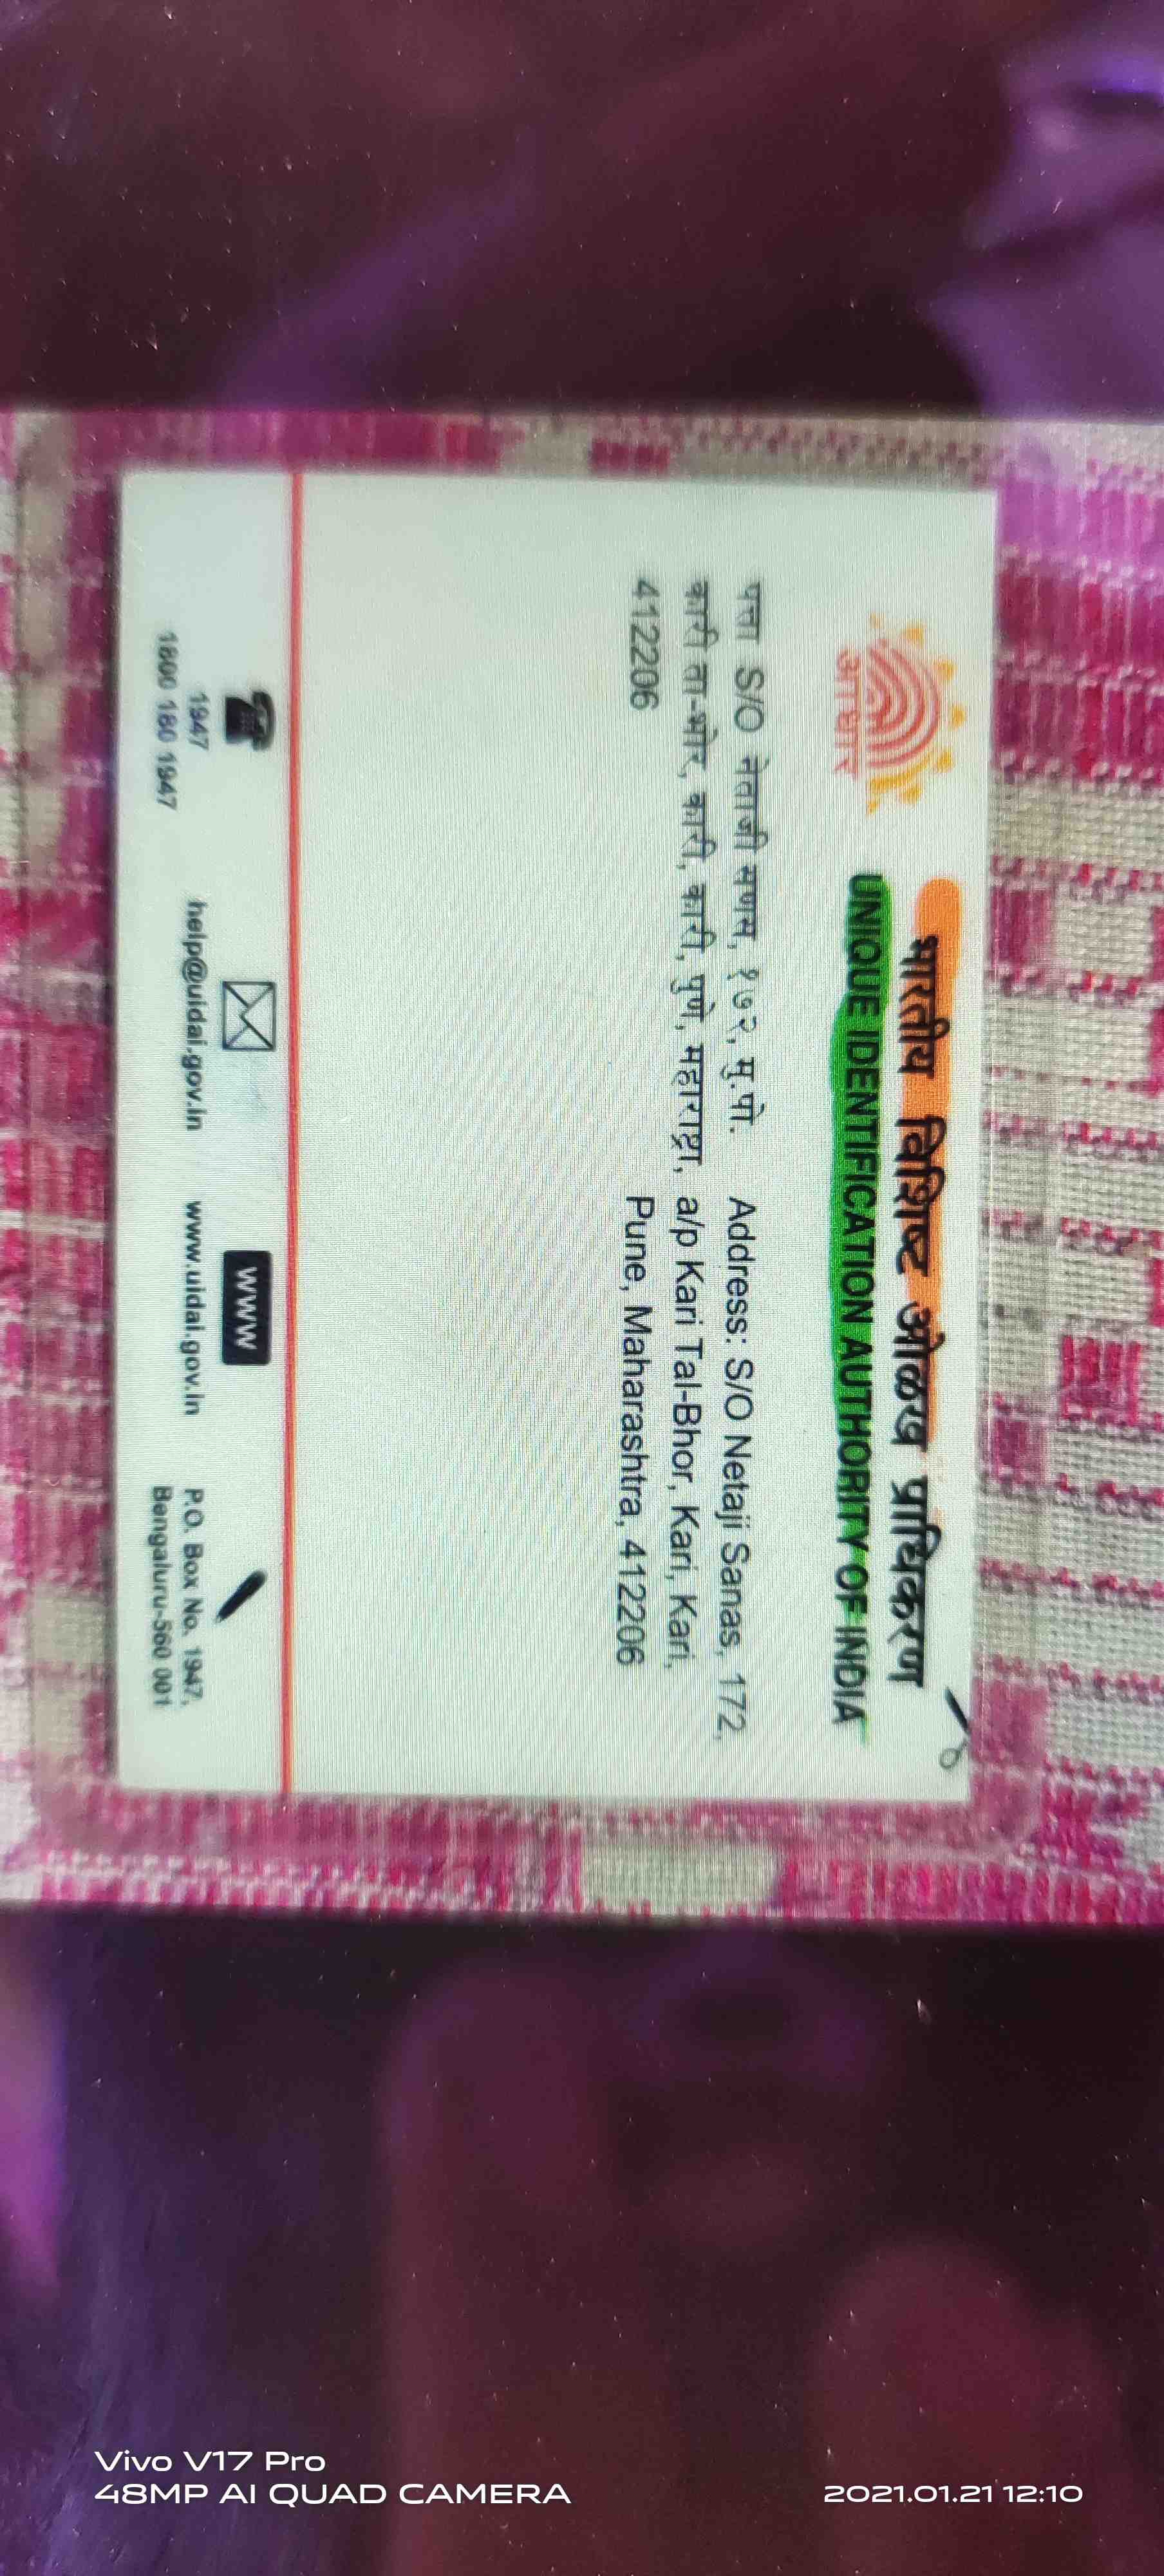 भारतीय विशिष्ट ओळख प्राधिकरण
UNIQUE IDENTIFICATION AUTHORITY OF INDIA
आधार
पत्ता S/O नेताजी सणस, १७२, मु.पो.
कारी ता-भोर, कारी, कारी, पुणे, महाराष्ट्रा,
412206
Address: S/O Netaji Sanas, 172,
a/p Kari Tal-Bhor, Kari, Kari,
Pune, Maharashtra, 412206
1947
1800 180 1947
help@uidai.gov.in
www
www.uidai.gov.in
P.O. Box No. 1947,
Bengaluru-560 001
Vivo V17 Pro
48MP AI QUAD CAMERA
2021.01.21 12:10